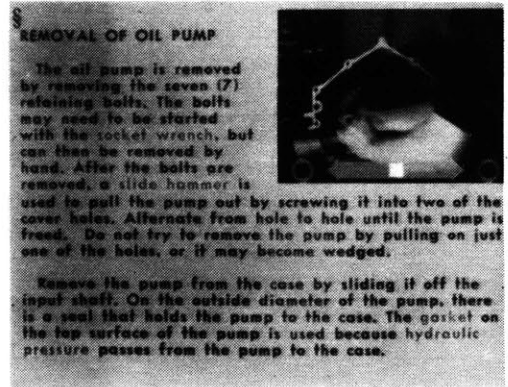 §
REMOVAL OF OIL PUMP
The oil pump is removed
by removing the seven (7)
retaining bolts. The bolts
may need to be started
with the socket wrench, but
can then be removed by
hand. After the bolts are
removed, a slide hammer is
used to pull the pump out by screwing it into two of the
cover holes. Alternate from hole to hole until the pump is
freed. Do not try to remove the pump by pulling on just
one of the holes, or it may become wedged.
Remove the pump from the case by sliding it off the
input shaft. On the outside diameter of the pump, there
is a seal that holds the pump to the case. The gasket on
the top surface of the pump is used because hydraulic
pressure passes from the pump to the case.